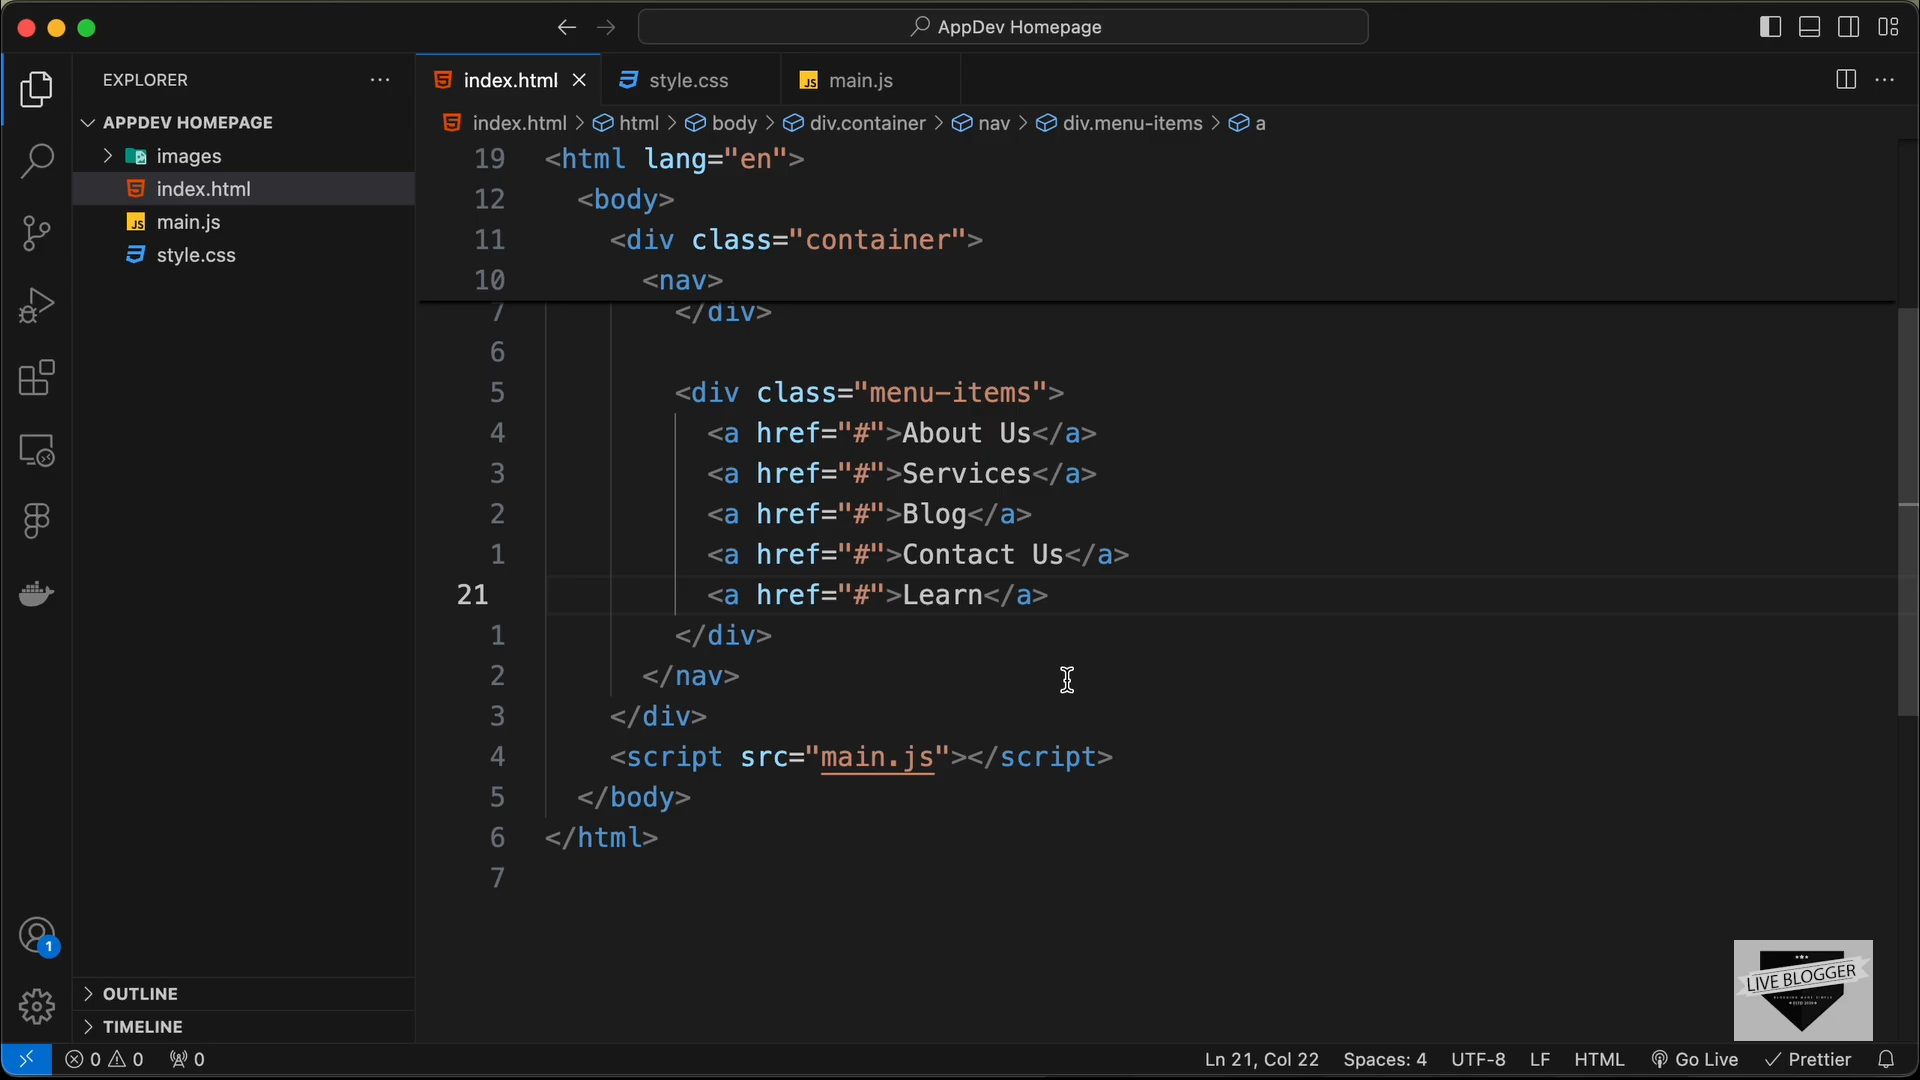 AppDev Homepage
EXPLORER
index.html
style.css
main.js
APPDEV HOMEPAGE
images
index.html
main.js
style.css
index.html > html > body > div.container > nav > div.menu-items > a
19 <html lang="en">
12 <body>
11 <div class="container">
10 <nav>
7 </div>
6
5 <div class="menu-items">
4 <a href="#">About Us</a>
3 <a href="#">Services</a>
2 <a href="#">Blog</a>
1 <a href="#">Contact Us</a>
21 <a href="#">Learn</a>
1 </div>
2 </nav>
3 </div>
4 <script src="main.js"></script>
5 </body>
6 </html>
7
1
OUTLINE
TIMELINE
LIVE BLOGGER
0 0 0
Ln 21, Col 22 Spaces: 4 UTF-8 LF HTML Go Live Prettier